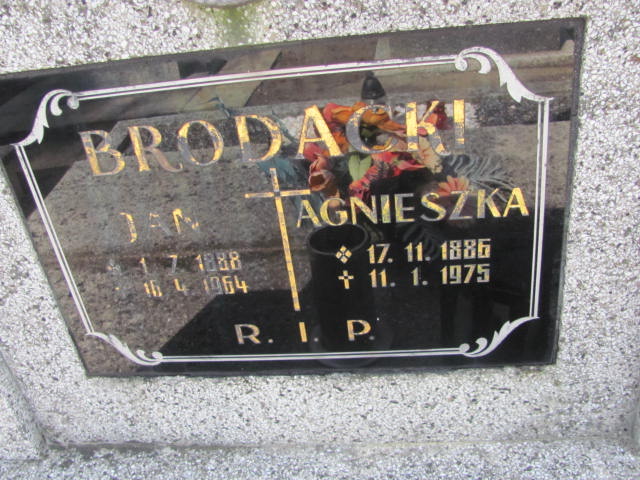 BRODACKI
JAN
1. 7. 1888
16. 4. 1964
AGNIESZKA
17. 11. 1886
11. 1. 1975
R. I. P.